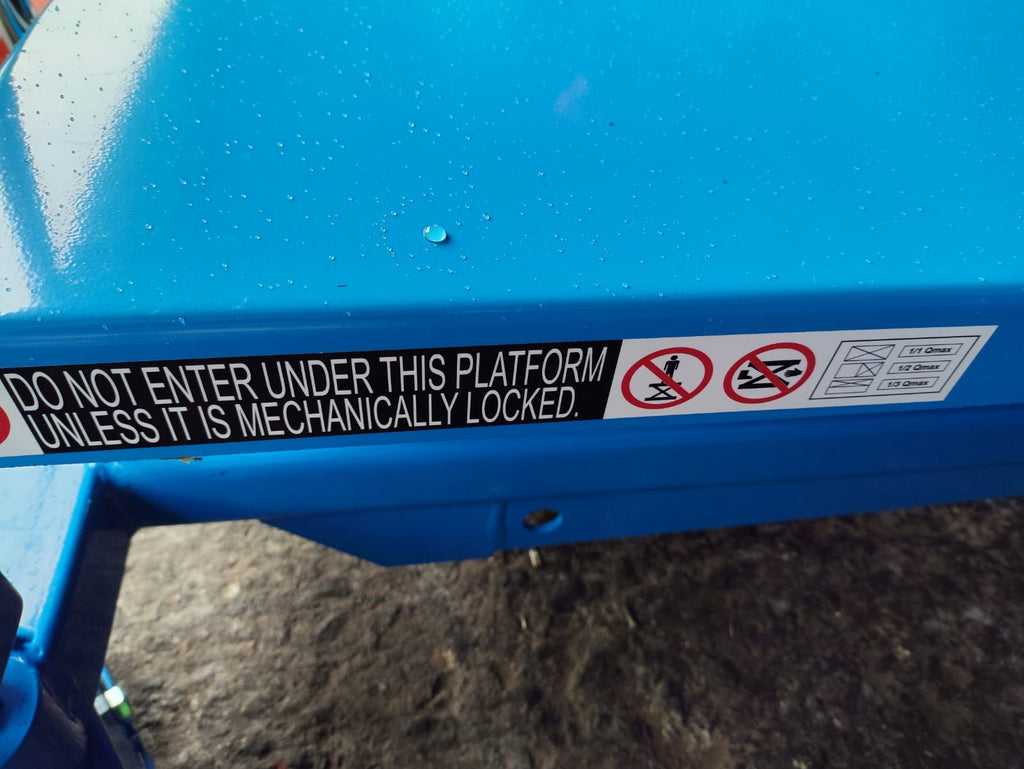 DO NOT ENTER UNDER THIS PLATFORM
UNLESS IT IS MECHANICALLY LOCKED.
1/1 Qmax
1/2 Qmax
1/3 Qmax